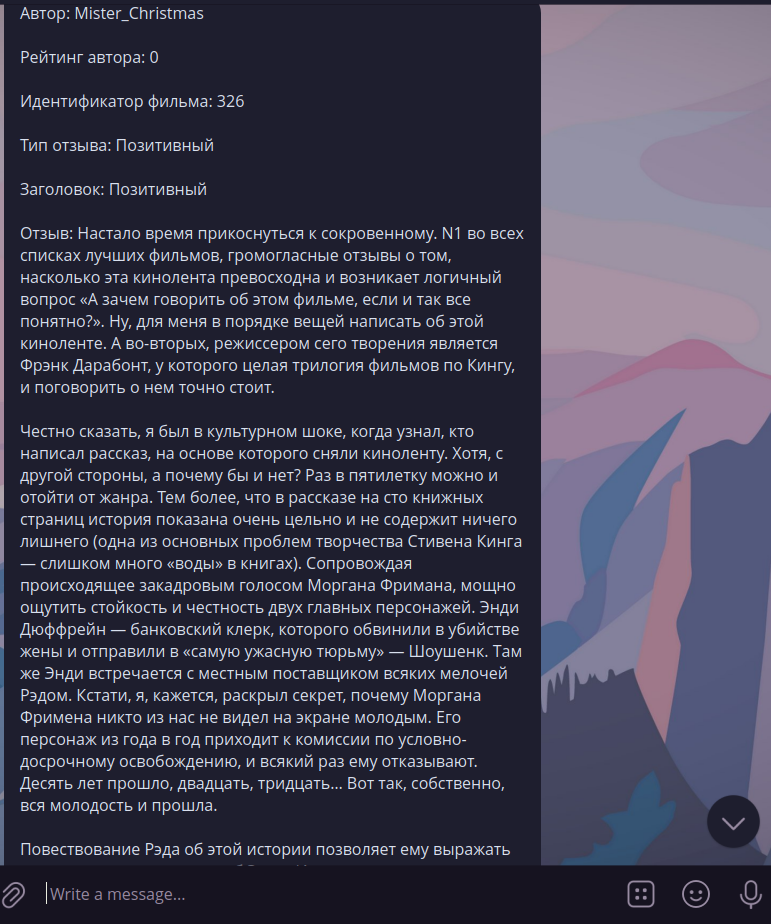 Автор: Mister_Christmas
Рейтинг автора: 0
Идентификатор фильма: 326
Тип отзыва: Позитивный
Заголовок: Позитивный
Отзыв: Настало время прикоснуться к сокровенному. N1 во всех
списках лучших фильмов, громогласные отзывы о том,
насколько эта кинолента превосходна и возникает логичный
вопрос «А зачем говорить об этом фильме, если и так все
понятно?». Ну, для меня в порядке вещей написать об этой
киноленте. А во-вторых, режиссером сего творения является
Фрэнк Дарабонт, у которого целая трилогия фильмов по Кингу,
и поговорить о нем точно стоит.
Честно сказать, я был в культурном шоке, когда узнал, кто
написал рассказ, на основе которого сняли киноленту. Хотя, с
другой стороны, а почему бы и нет? Раз в пятилетку можно и
отойти от жанра. Тем более, что в рассказе на сто книжных
страниц история показана очень цельно и не содержит ничего
лишнего (одна из основных проблем творчества Стивена Кинга
— слишком много «воды» в книгах). Сопровождая
происходящее закадровым голосом Моргана Фримана, мощно
ощутить стойкость и честность двух главных персонажей. Энди
Дюффрейн — банковский клерк, которого обвинили в убийстве
жены и отправили в «самую ужасную тюрьму» — Шоушенк. Там
же Энди встречается с местным поставщиком всяких мелочей
Рэдом. Кстати, я, кажется, раскрыл секрет, почему Моргана
Фримена никто из нас не видел на экране молодым. Его
персонаж из года в год приходит к комиссии по условно-
досрочному освобождению, и всякий раз ему отказывают.
Десять лет прошло, двадцать, тридцать… Вот так, собственно,
вся молодость и прошла.
Повествование Рэда об этой истории позволяет ему выражать
Write a message...